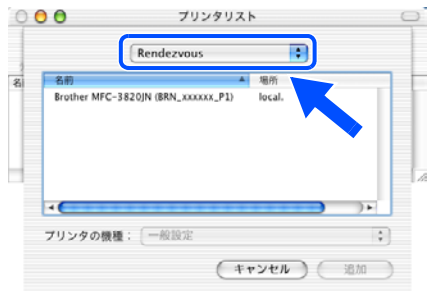 プリンタリスト
Rendezvous
名前 場所
Brother MFC-3820JN (BRN_xxxxxx_P1) local.
プリンタの機種： 一般設定
キャンセル 追加